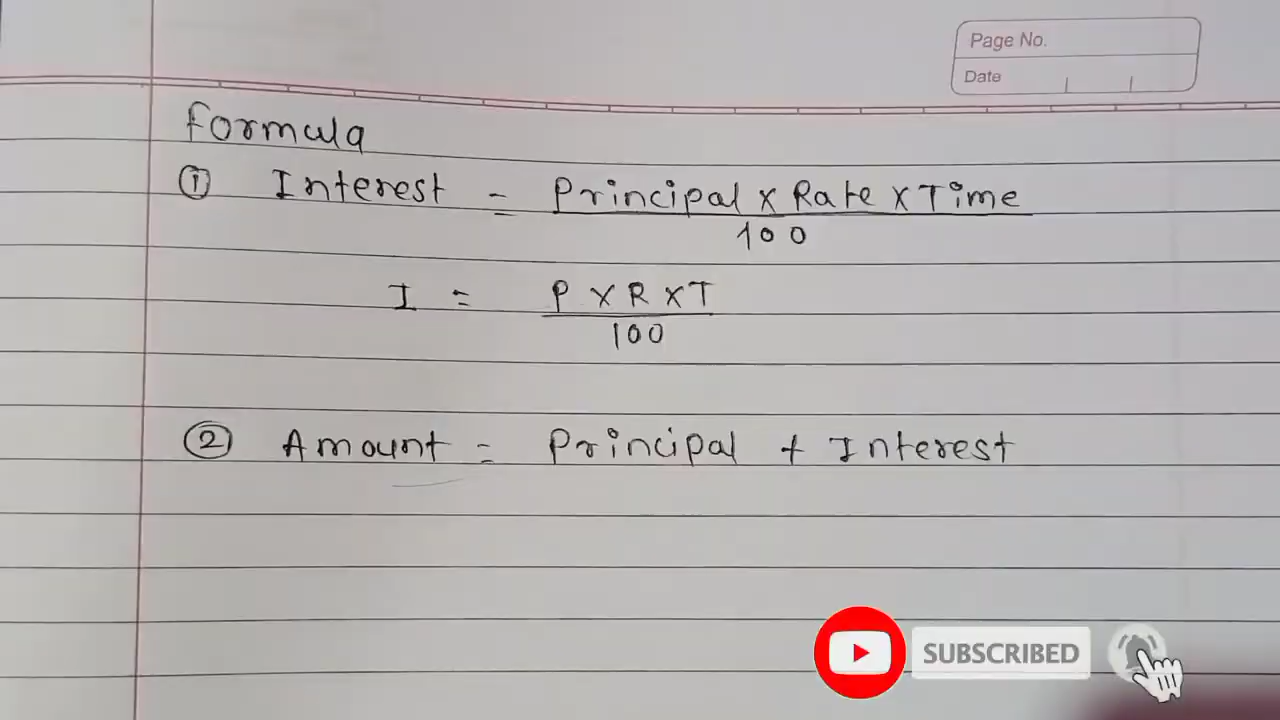 Page No.
Date
Formula
① Interest = Principal x Rate x Time
100
I = P x R x T
100
② Amount = Principal + Interest
SUBSCRIBED